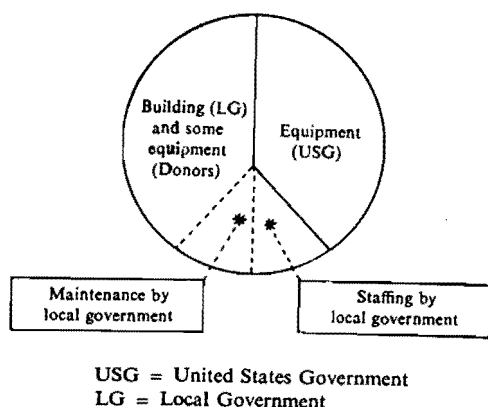 Building (LG)
and some
equipment
(Donors)
Equipment
(USG)
Maintenance by
local government
Staffing by
local government
USG = United States Government
LG = Local Government